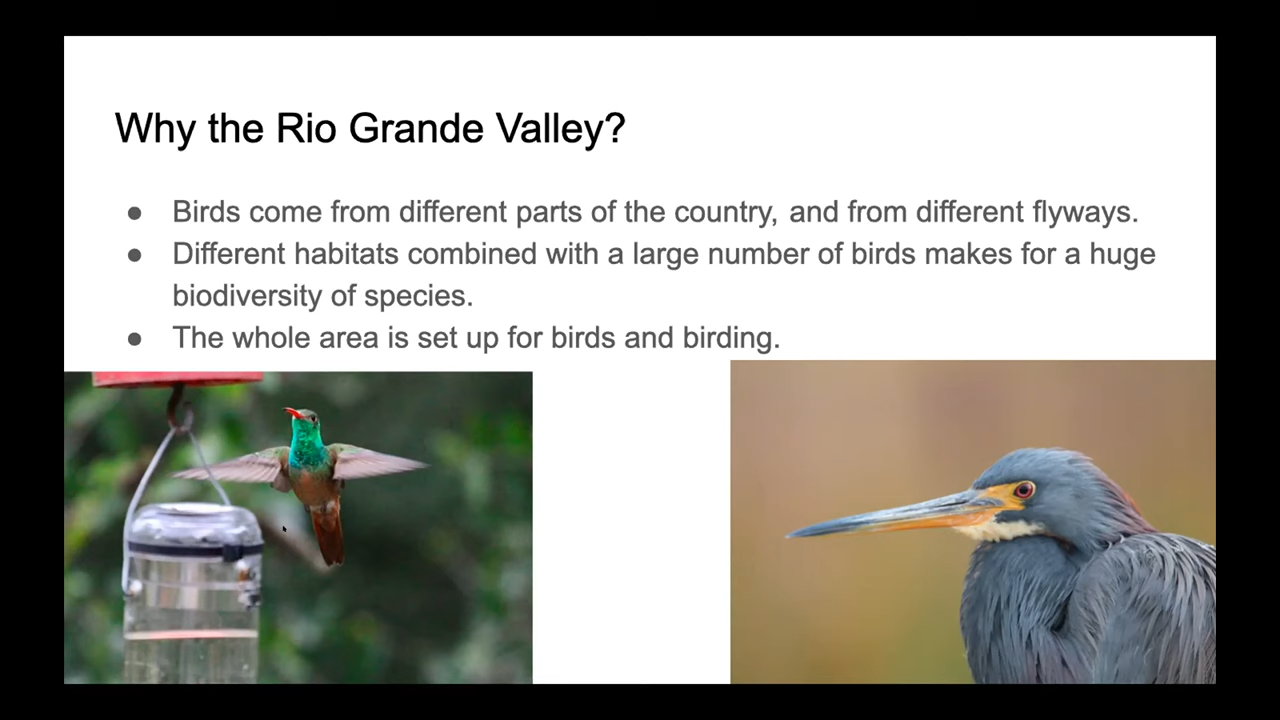 Why the Rio Grande Valley?
● Birds come from different parts of the country, and from different flyways.
● Different habitats combined with a large number of birds makes for a huge
biodiversity of species.
● The whole area is set up for birds and birding.